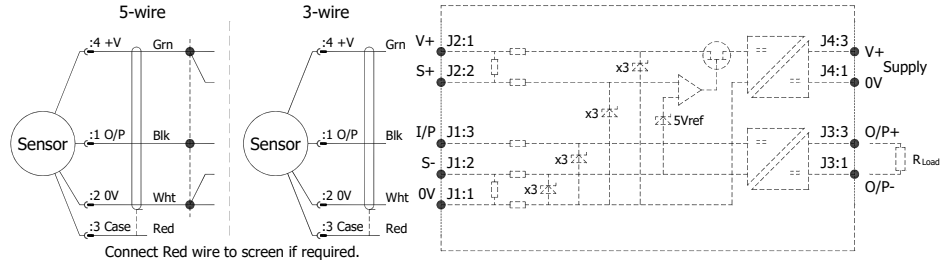 5-wire
:4 +V
Grn
Sensor
:1 O/P
Blk
:2 0V
Wht
:3 Case
Red
3-wire
:4 +V
Grn
Sensor
:1 O/P
Blk
:2 0V
Wht
:3 Case
Red
Connect Red wire to screen if required.
V+
J2:1
S+
J2:2
I/P
J1:3
S-
J1:2
0V
J1:1
x3
x3
x3
x3
5Vref
J4:3
V+
Supply
J4:1
0V
J3:3
O/P+
J3:1
O/P-
RLoad